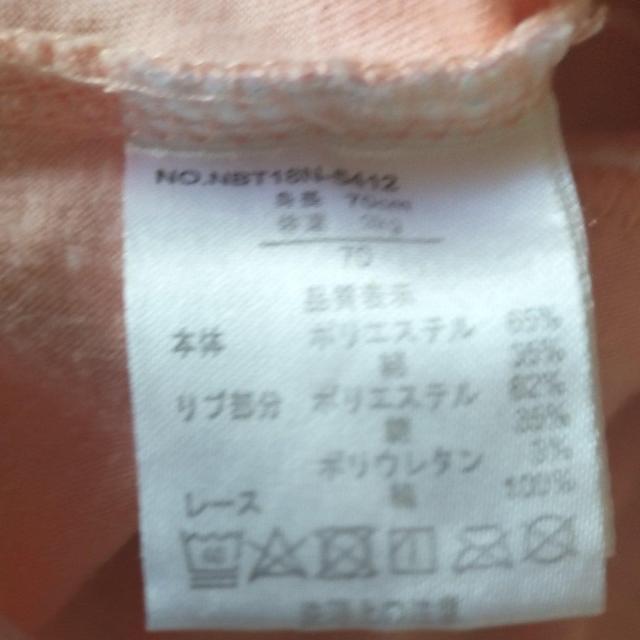 NO.NBT18N-5412
身長 70cm
体重 9kg
70
品質表示
本体 ポリエステル 65%
綿 35%
リブ部分 ポリエステル 62%
綿 35%
ポリウレタン 3%
レース 綿 100%
40